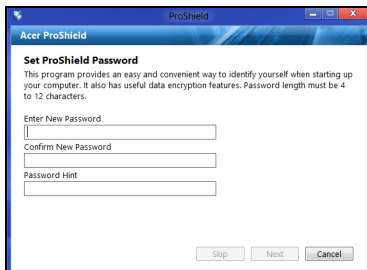 ProShield
Acer ProShield
Set ProShield Password
This program provides an easy and convenient way to identify yourself when starting up
your computer. It also has useful data encryption features. Password length must be 4
to 12 characters.
Enter New Password
Confirm New Password
Password Hint
Skip Next Cancel